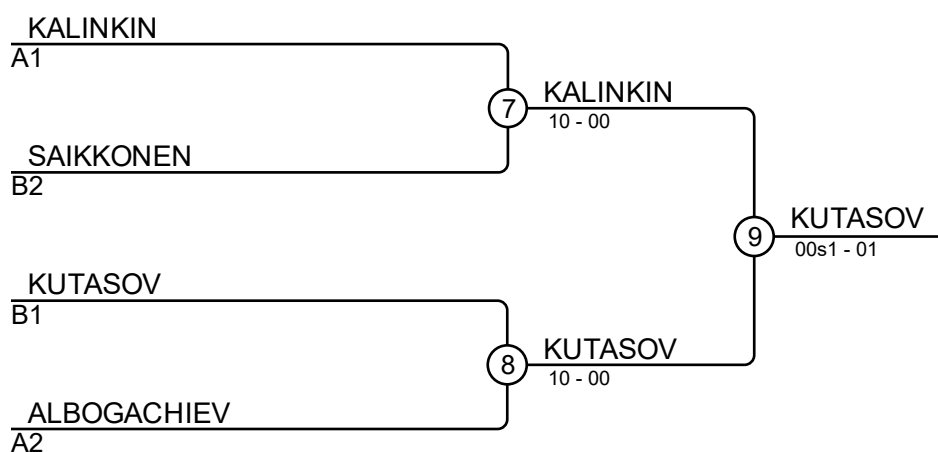 KALINKIN
A1
7
KALINKIN
10 - 00
SAIKKONEN
B2
9
KUTASOV
00s1 - 01
KUTASOV
B1
8
KUTASOV
10 - 00
ALBOGACHIEV
A2